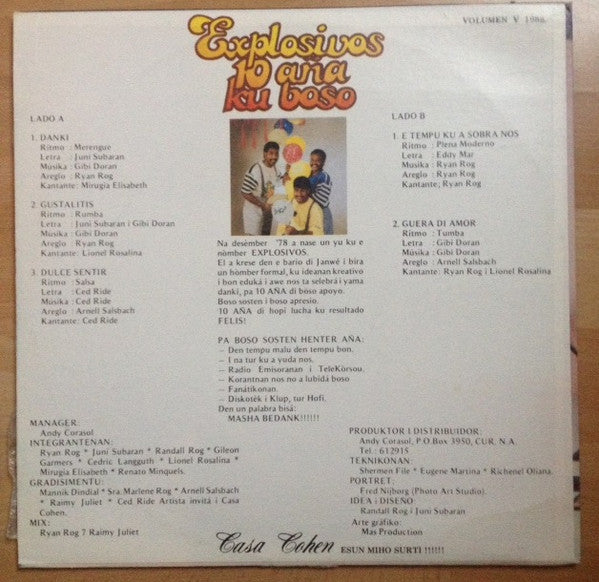 VOLUMEN V 1988
Explosivos
10 aña
ku boso
LADO A
1. DANKI
Ritmo : Merengue
Letra : Juni Subaran
Musika : Gibi Doran
Areglo : Ryan Rog
Kantante: Mirugia Elisabeth
2. GUSTALITIS
Ritmo : Rumba
Letra : Juni Subaran i Gibi Doran
Musika : Gibi Doran
Areglo : Ryan Rog
Kantante: Lionel Rosalina
3. DULCE SENTIR
Ritmo : Salsa
Letra : Ced Ride
Musika : Ced Ride
Areglo : Arnell Salsbach
Kantante: Ced Ride
LADO B
1. E TEMPU KU A SOBRA NOS
Ritmo : Plena Moderno
Letra : Eddy Mar
Musika : Ryan Rog
Areglo : Ryan Rog
Kantante; Ryan Rog
2. GUERA DI AMOR
Ritmo : Tumba
Letra : Gibi Doran
Musika: Gibi Doran
Areglo : Arnell Salsbach
Kantante: Ryan Rog i Lionel Rosalina
Na desèmber '78 a nase un yu ku e
nòmber EXPLOSIVOS.
El a krese den e bario di Janwé i bira
un hòmber formal, ku ideanan kreativo
i bon eduká i awe nos ta selebrá i yama
danki, pa 10 AÑA di bòso apoyo.
Boso sosten i boso apresio.
10 AÑA di hopi lucha ku resultado
FELIS!
PA BOSO SOSTEN HENTER AÑA:
— Den tempu malu den tempu bon.
— I na tur ku a yuda nos.
— Radio Emisoranan i TeleKòrsou.
— Korantnan nos no a lubidá boso
— Fanátikonan.
— Diskotèk i Klup, tur Hofi.
Den un palabra bisá:
MASHA BEDANK!!!!!!
MANAGER:
Andy Corasol
INTEGRANTENAN:
Ryan Rog * Juni Subaran * Randall Rog * Gileon
Garmers * Cedric Langguth * Lionel Rosalina *
Mirugia Elisabeth * Renato Minquels.
GRADISIMENTU:
Mannik Dindial * Sra. Marlene Rog * Arnell Salsbach
* Raimy Juliet * Ced Ride Artista invitá i Casa
Cohen.
MIX:
Ryan Rog 7 Raimy Juliet
PRODUKTOR I DISTRIBUIDOR:
Andy Corasol, P.O.Box 3950, CUR. N.A.
Tel.: 612915
TEKNIKONAN
Shermen File * Eugene Martina * Richenel Oliana.
PORTRET:
Fred Nijborg (Photo Art Studio).
IDEA i DISEÑO
Randall Rog i Juni Subaran
Arte gráfiko:
Mas Production
Casa Cohen ESUN MIHO SURTI !!!!!!